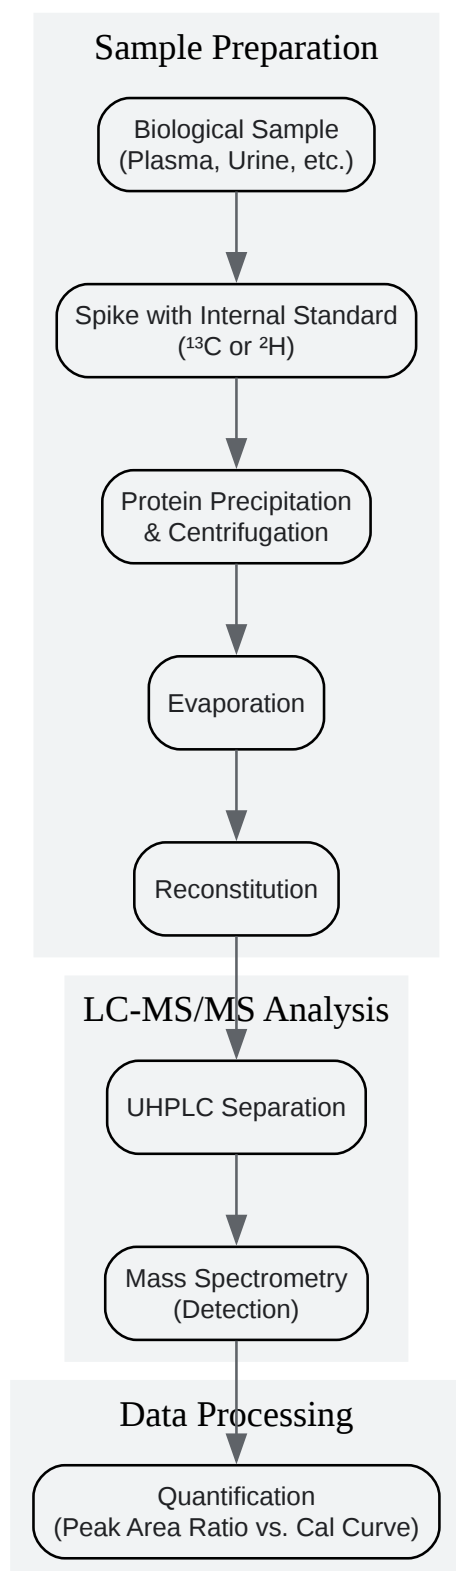 Sample Preparation
Biological Sample
(Plasma, Urine, etc.)
Spike with Internal Standard
(¹³C or ²H)
Protein Precipitation
& Centrifugation
Evaporation
Reconstitution
LC-MS/MS Analysis
UHPLC Separation
Mass Spectrometry
(Detection)
Data Processing
Quantification
(Peak Area Ratio vs. Cal Curve)